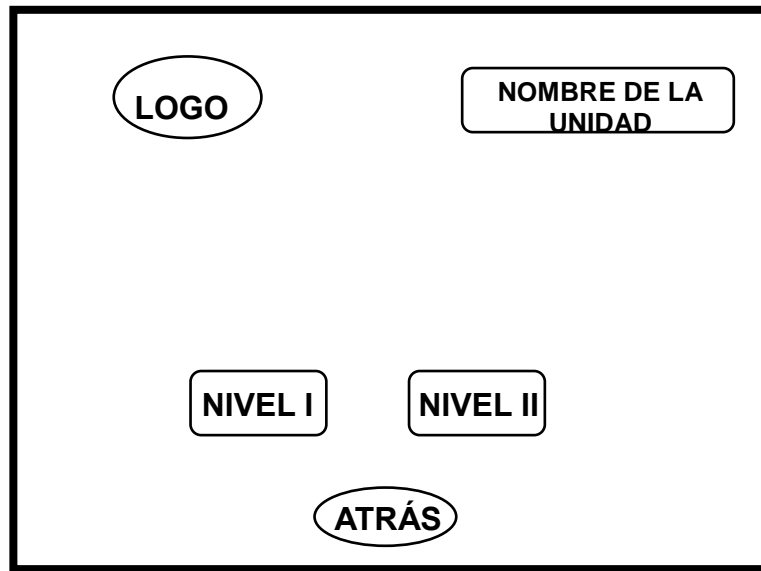 LOGO
NOMBRE DE LA
UNIDAD
NIVEL I
NIVEL II
ATRÁS